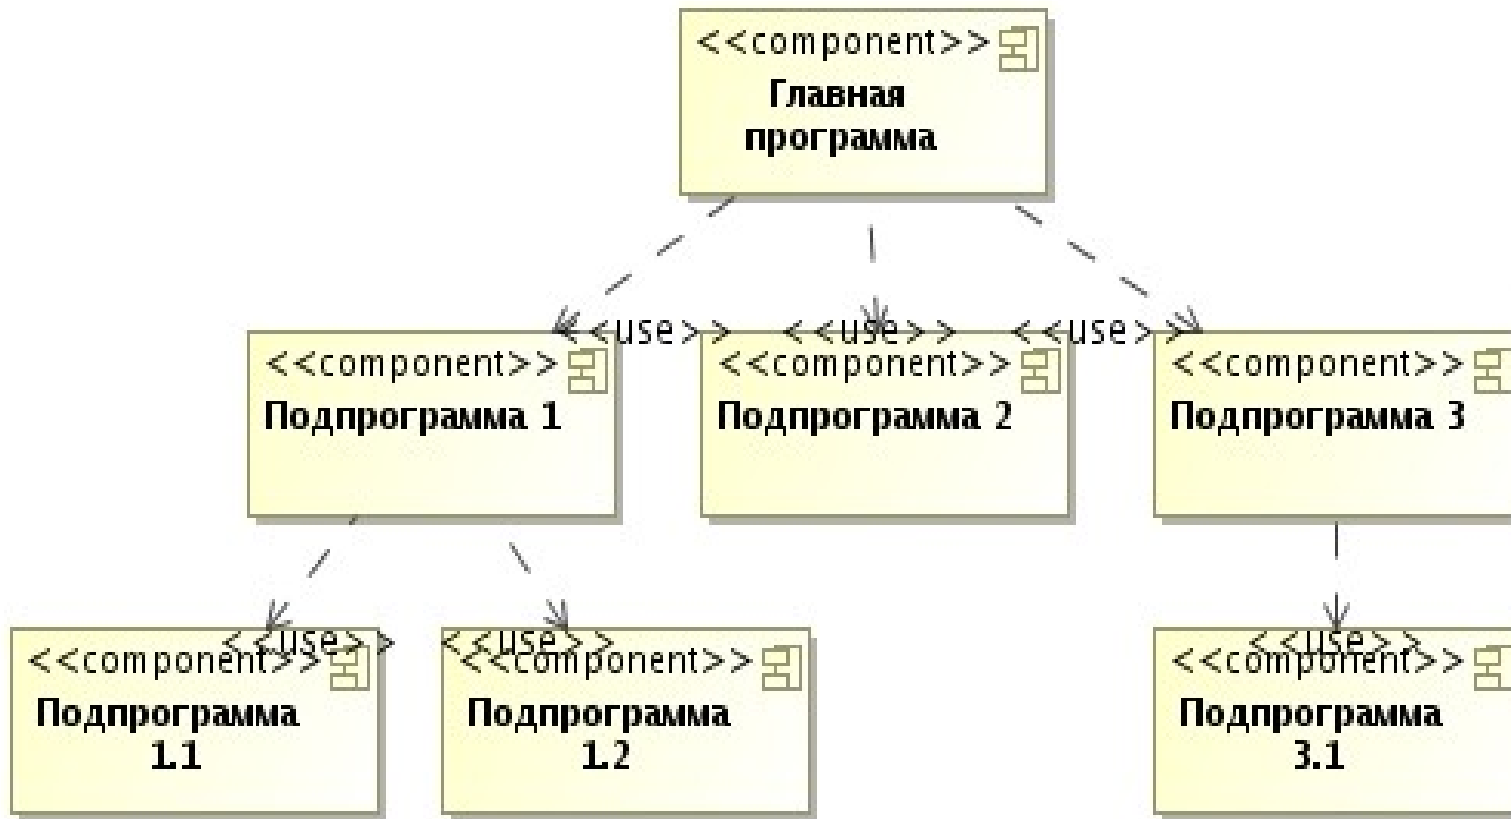 <<component>>
Главная
программа
<<use>>
<<use>>
<<use>>
<<component>>
Подпрограмма 1
<<component>>
Подпрограмма 2
<<component>>
Подпрограмма 3
<<use>>
<<use>>
<<use>>
<<component>>
Подпрограмма
1.1
<<component>>
Подпрограмма
1.2
<<component>>
Подпрограмма
3.1